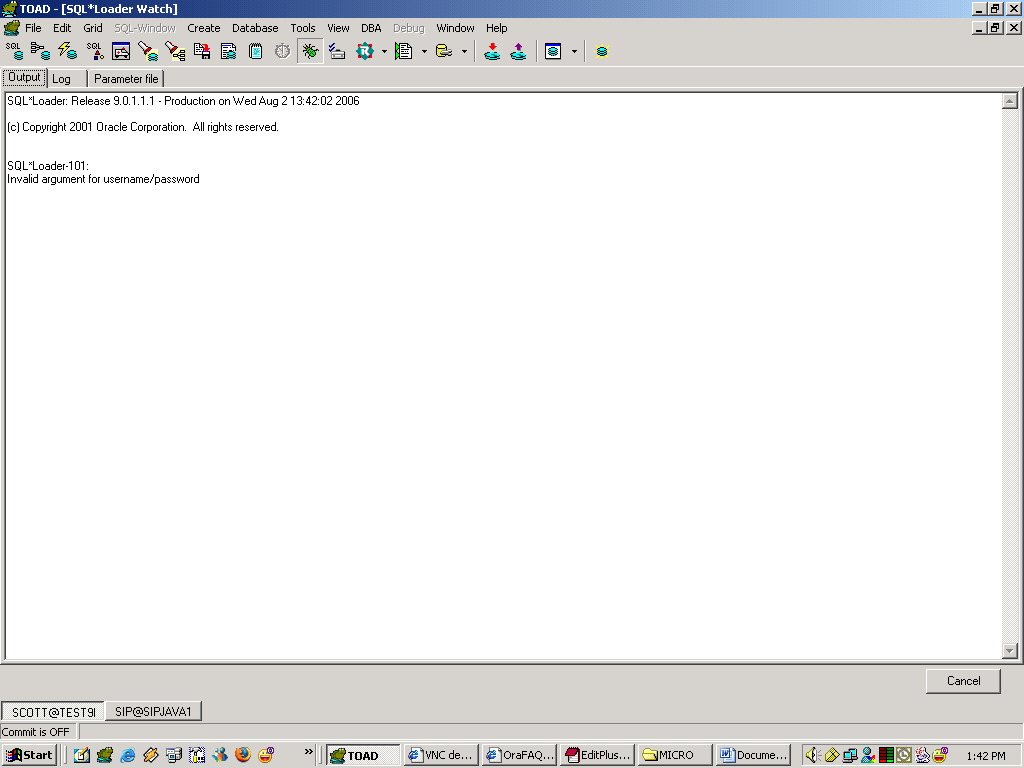 TOAD - [SQL*Loader Watch]
File Edit Grid SQL-Window Create Database Tools View DBA Debug Window Help
SQL SQL
Output Log Parameter file
SQL*Loader: Release 9.0.1.1.1 - Production on Wed Aug 2 13:42:02 2006
(c) Copyright 2001 Oracle Corporation. All rights reserved.
SQL*Loader-101:
Invalid argument for username/password
Cancel
SCOTT@TEST9I SIP@SIPJAVA1
Commit is OFF
Start TOAD VNC de... OraFAQ... EditPlus... MICRO Docume... 1:42 PM